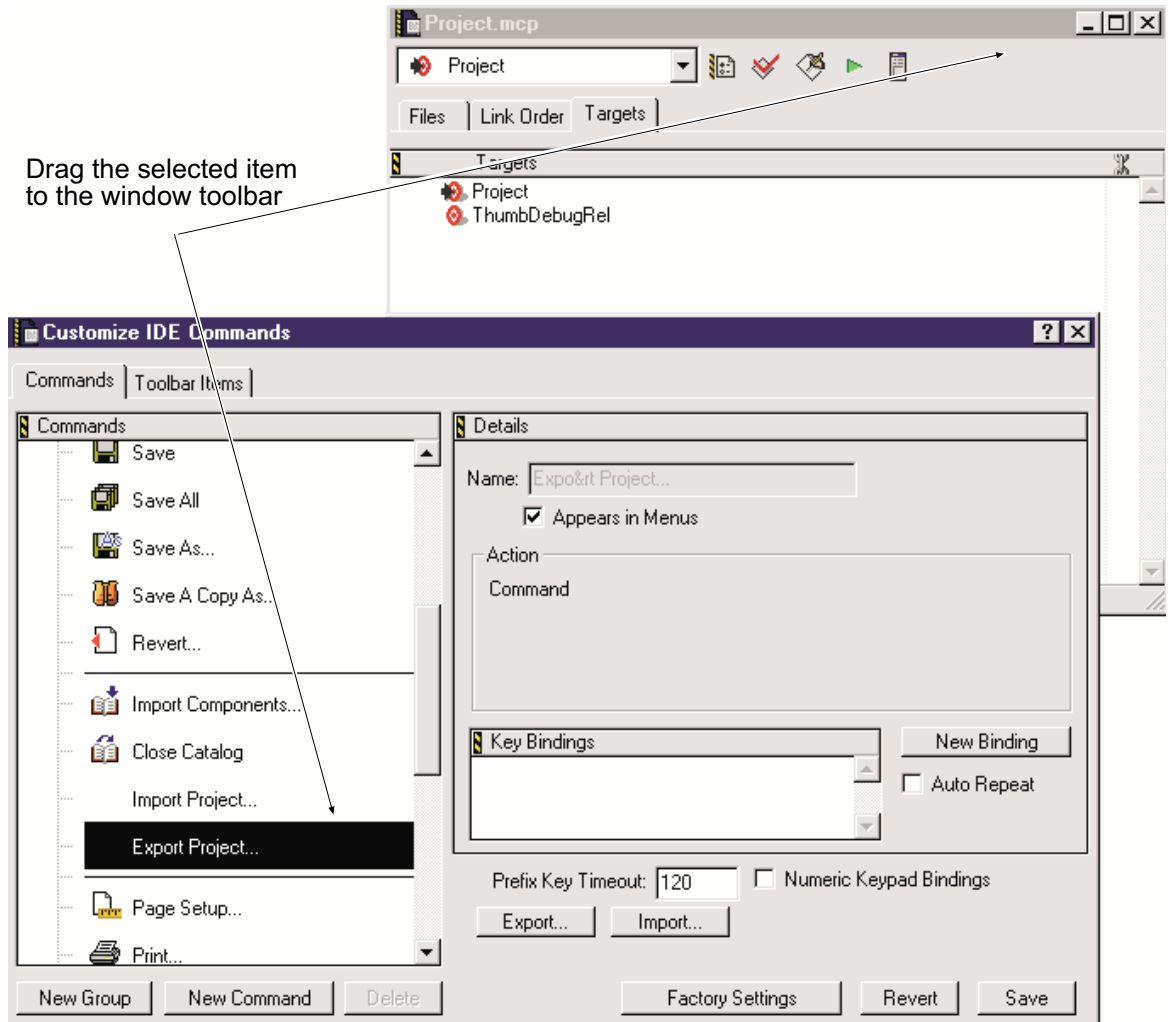 Project.mcp
Project
Files
Link Order
Targets
Drag the selected item
to the window toolbar
Targets
Project
ThumbDebugRel
Customize IDE Commands
Commands
Toolbar Items
Commands
Save
Save All
Save As...
Save A Copy As...
Revert...
Import Components...
Close Catalog
Import Project...
Export Project...
Page Setup...
Print...
Details
Name: Expo&rt Project...
Appears in Menus
Action
Command
Key Bindings
New Binding
Auto Repeat
Prefix Key Timeout: 120
Numeric Keypad Bindings
Export...
Import...
New Group
New Command
Delete
Factory Settings
Revert
Save